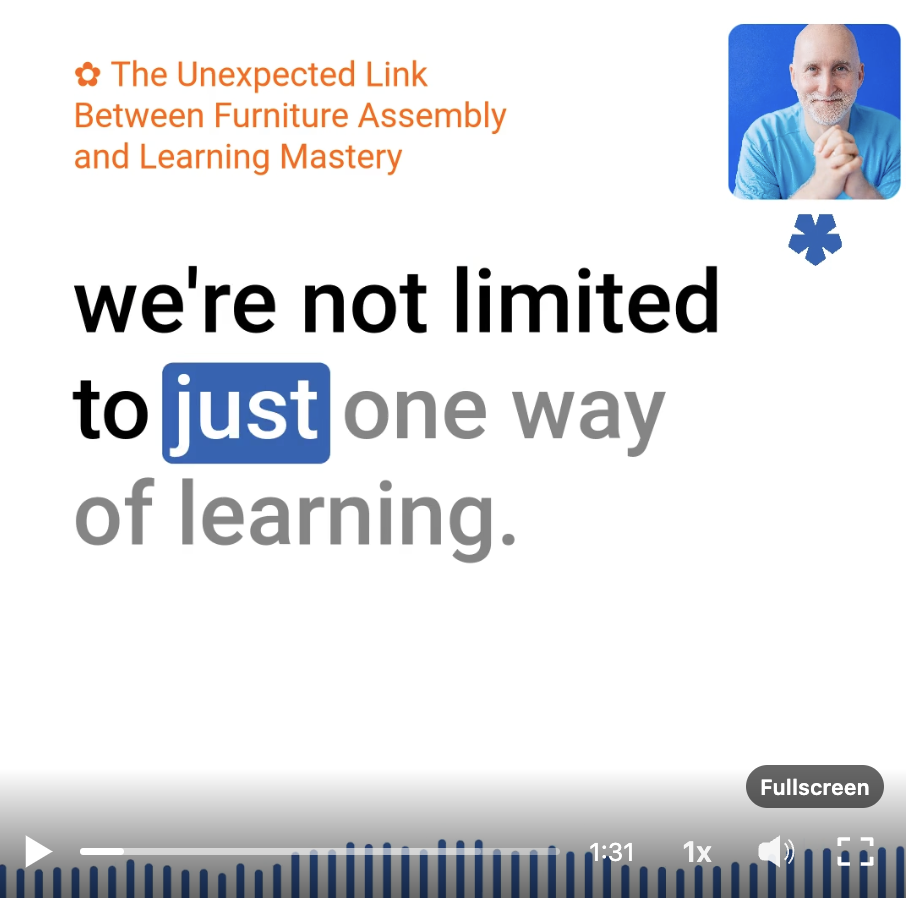 ✿ The Unexpected Link
Between Furniture Assembly
and Learning Mastery
we're not limited
to just one way
of learning.
Fullscreen
1:31 1x